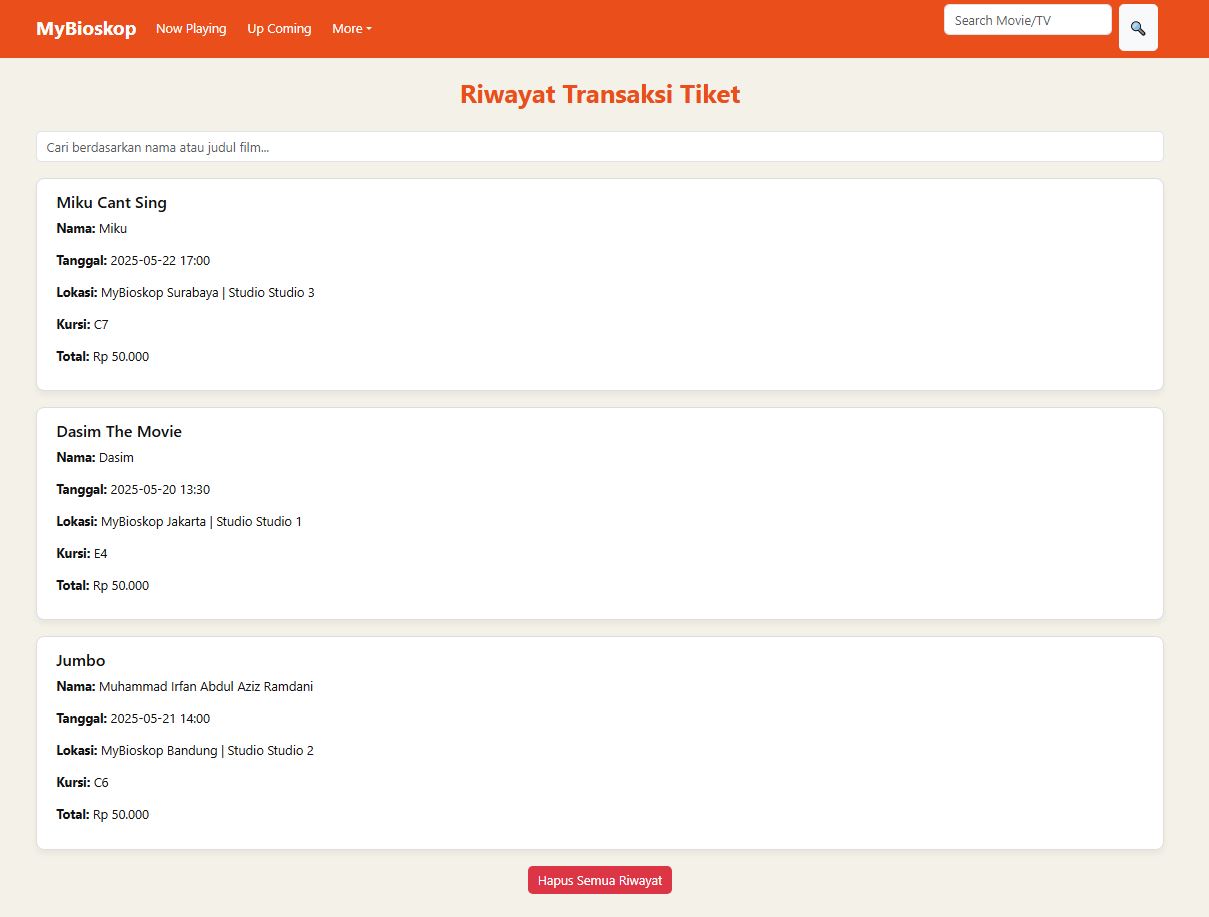 MyBioskop Now Playing Up Coming More Search Movie/TV
Riwayat Transaksi Tiket
Cari berdasarkan nama atau judul film...
Miku Cant Sing
Nama: Miku
Tanggal: 2025-05-22 17:00
Lokasi: MyBioskop Surabaya | Studio Studio 3
Kursi: C7
Total: Rp 50.000
Dasim The Movie
Nama: Dasim
Tanggal: 2025-05-20 13:30
Lokasi: MyBioskop Jakarta | Studio Studio 1
Kursi: E4
Total: Rp 50.000
Jumbo
Nama: Muhammad Irfan Abdul Aziz Ramdani
Tanggal: 2025-05-21 14:00
Lokasi: MyBioskop Bandung | Studio Studio 2
Kursi: C6
Total: Rp 50.000
Hapus Semua Riwayat